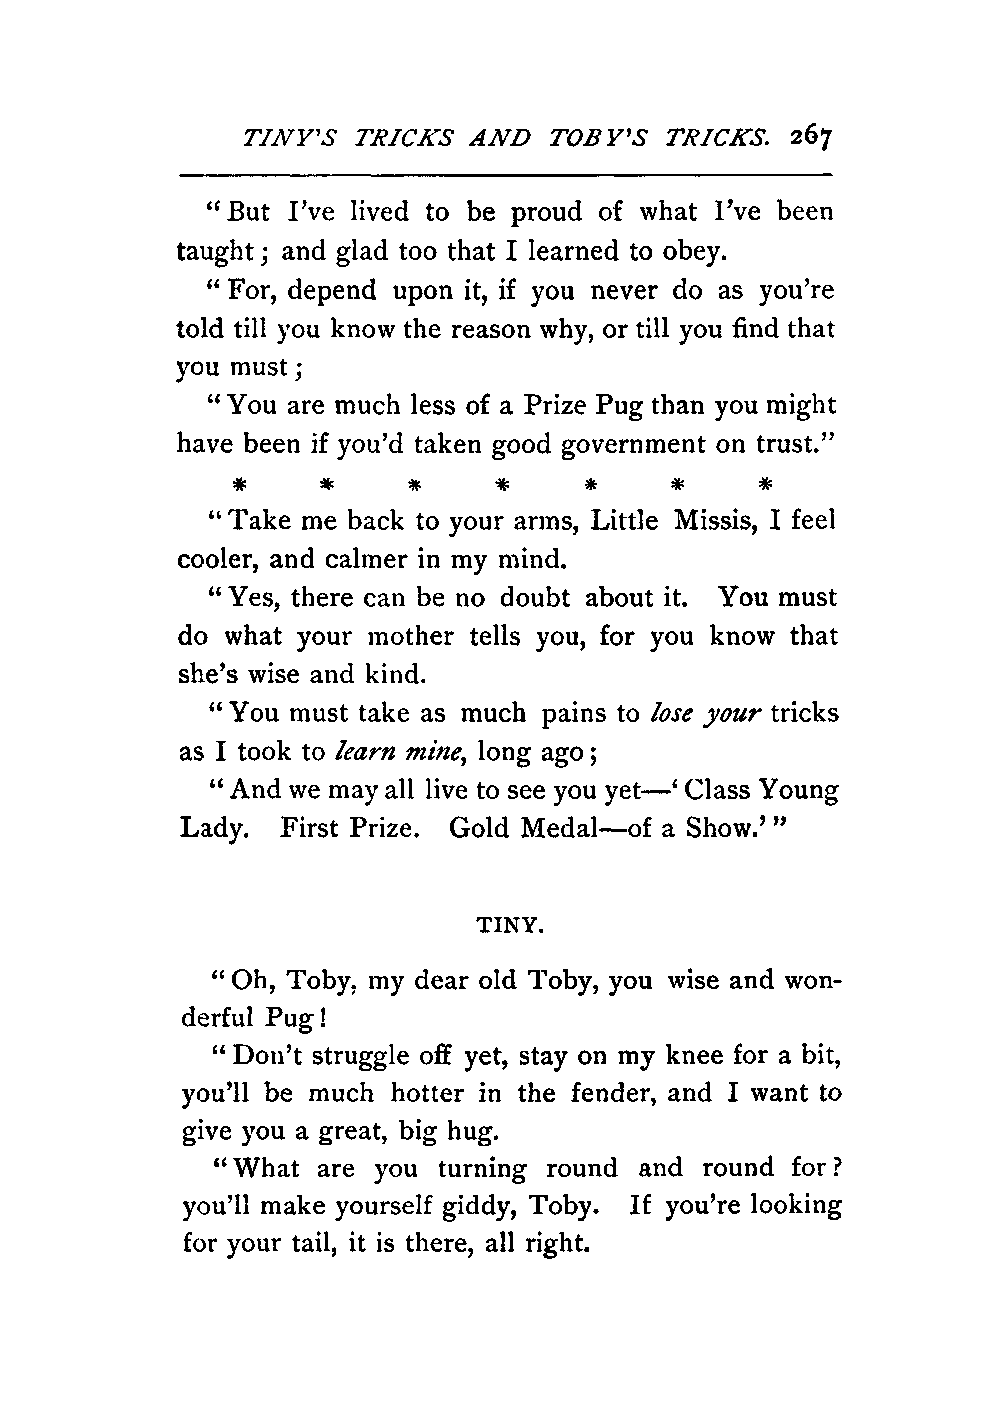 TINY'S TRICKS AND TOBY'S TRICKS. 267
"But I've lived to be proud of what I've been
taught; and glad too that I learned to obey.
"For, depend upon it, if you never do as you're
told till you know the reason why, or till you find that
you must;
"You are much less of a Prize Pug than you might
have been if you'd taken good government on trust."
* * * * * * *
"Take me back to your arms, Little Missis, I feel
cooler, and calmer in my mind.
"Yes, there can be no doubt about it. You must
do what your mother tells you, for you know that
she's wise and kind.
"You must take as much pains to lose your tricks
as I took to learn mine, long ago;
"And we may all live to see you yet—'Class Young
Lady. First Prize. Gold Medal—of a Show.'"
TINY.
"Oh, Toby, my dear old Toby, you wise and won-
derful Pug!
"Don't struggle off yet, stay on my knee for a bit,
you'll be much hotter in the fender, and I want to
give you a great, big hug.
"What are you turning round and round for?
you'll make yourself giddy, Toby. If you're looking
for your tail, it is there, all right.